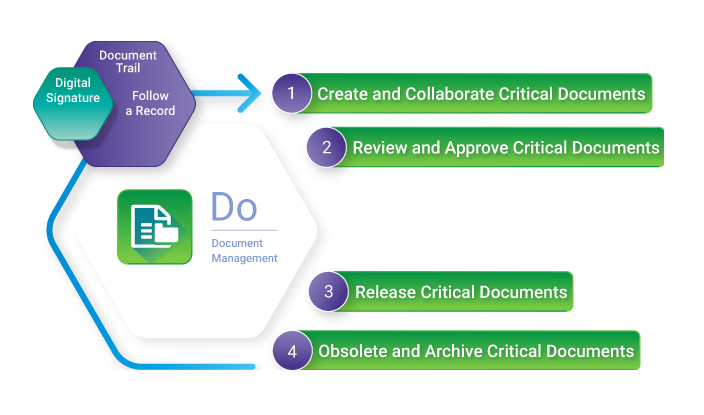 Document
Trail
Digital
Signature
Follow
a Record
1 Create and Collaborate Critical Documents
2 Review and Approve Critical Documents
Do
Document
Management
3 Release Critical Documents
4 Obsolete and Archive Critical Documents